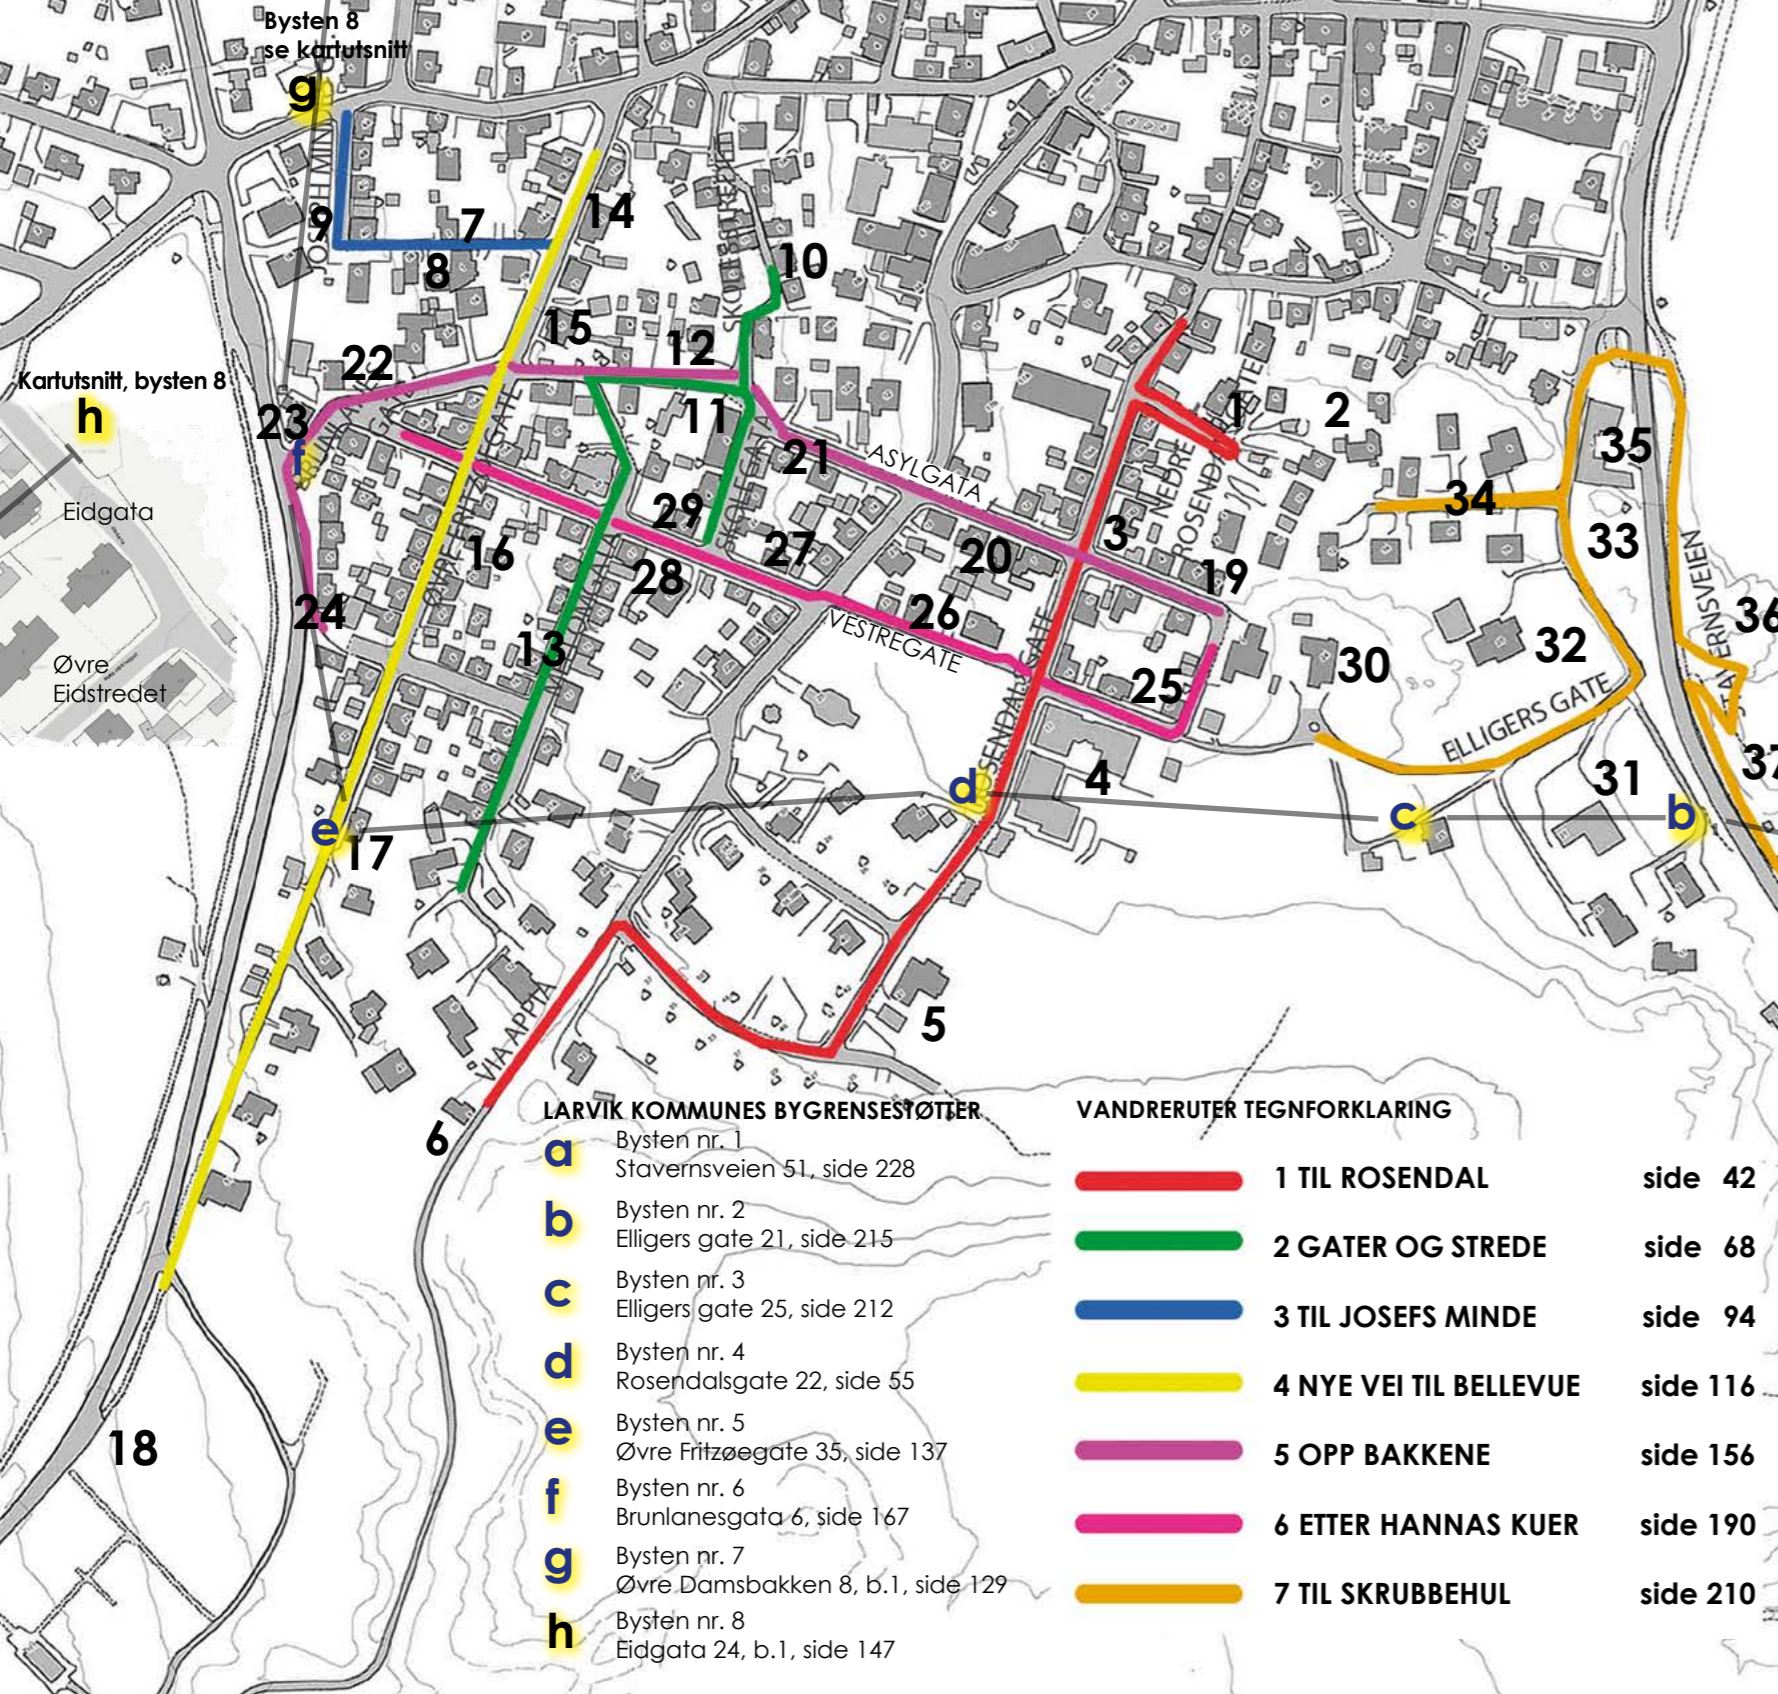 Bysten 8
se kartutsnitt
g
9
7
8
14
10
15
12
22
Kartutsnitt, bysten 8
h
23
f
11
21
ASYLGATA
1
2
35
34
Eidgata
29
27
16
28
20
3
NEDRE
19
33
STAVERNSVEIEN
36
24
13
26
VESTREGATE
25
30
32
Øvre
Eidstredet
ELLIGERS GATE
ROSENDALSGATE
d
4
c
31
b
37
e
17
VIA APPIA
5
6
18
LARVIK KOMMUNES BYGRENSESTØTTER
a
Bysten nr. 1
Stavernsveien 51, side 228
b
Bysten nr. 2
Elligers gate 21, side 215
c
Bysten nr. 3
Elligers gate 25, side 212
d
Bysten nr. 4
Rosendalsgate 22, side 55
e
Bysten nr. 5
Øvre Fritzøegate 35, side 137
f
Bysten nr. 6
Brunlanesgata 6, side 167
g
Bysten nr. 7
Øvre Damsbakken 8, b.1, side 129
h
Bysten nr. 8
Eidgata 24, b.1, side 147
VANDRERUTER TEGNFORKLARING
1 TIL ROSENDAL side 42
2 GATER OG STREDE side 68
3 TIL JOSEFS MINDE side 94
4 NYE VEI TIL BELLEVUE side 116
5 OPP BAKKENE side 156
6 ETTER HANNAS KUER side 190
7 TIL SKRUBBEHUL side 210